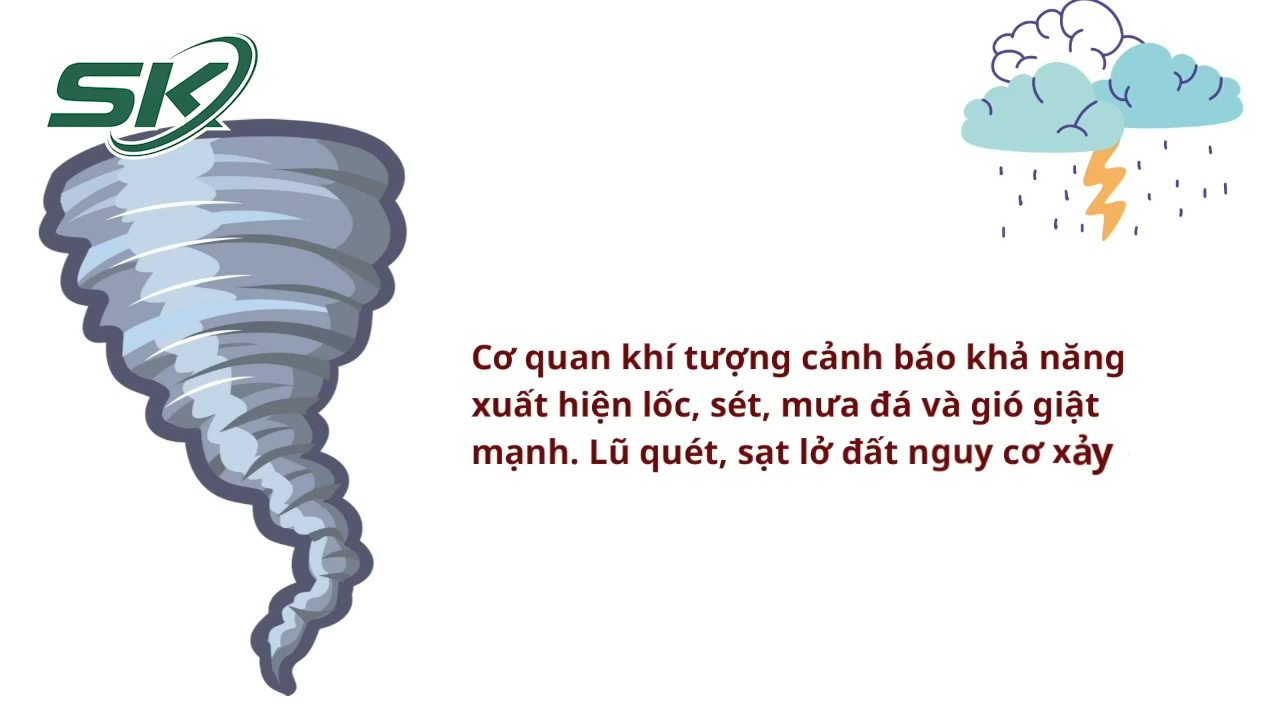 SK
Cơ quan khí tượng cảnh báo khả năng
xuất hiện lốc, sét, mưa đá và gió giật
mạnh. Lũ quét, sạt lở đất nguy cơ xảy